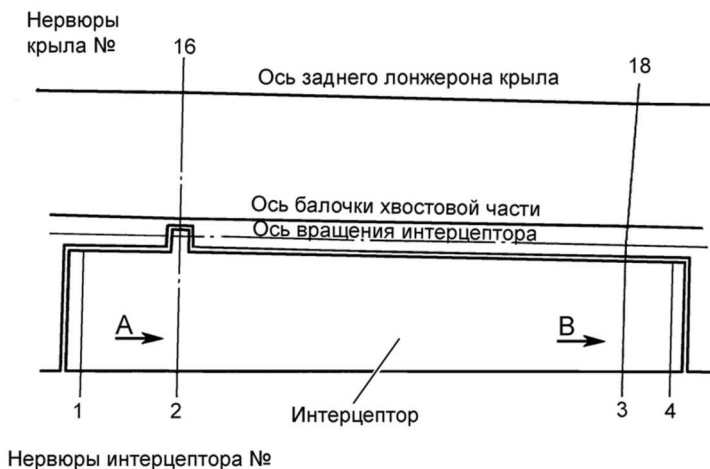 Нервюры
крыла №
16
Ось заднего лонжерона крыла
18
Ось балочки хвостовой части
Ось вращения интерцептора
А
В
1
2
Интерцептор
3
4
Нервюры интерцептора №